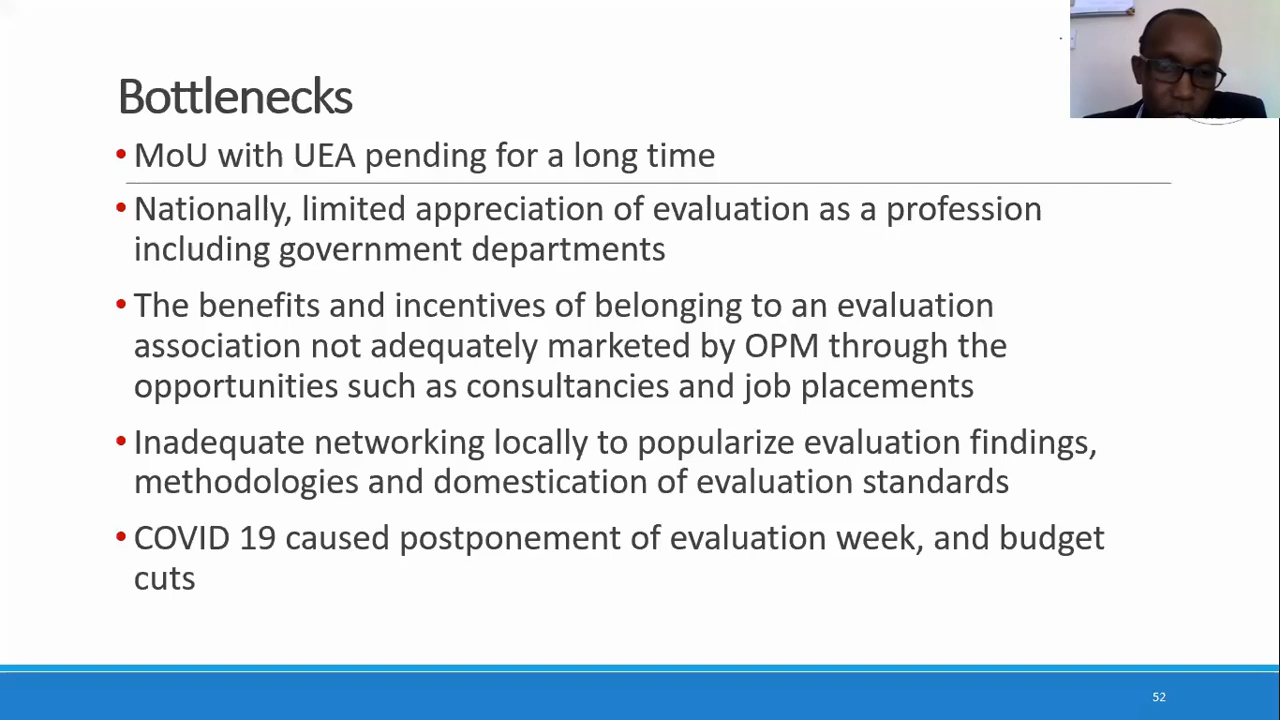 Bottlenecks
• MoU with UEA pending for a long time
• Nationally, limited appreciation of evaluation as a profession
including government departments
• The benefits and incentives of belonging to an evaluation
association not adequately marketed by OPM through the
opportunities such as consultancies and job placements
• Inadequate networking locally to popularize evaluation findings,
methodologies and domestication of evaluation standards
• COVID 19 caused postponement of evaluation week, and budget
cuts
52